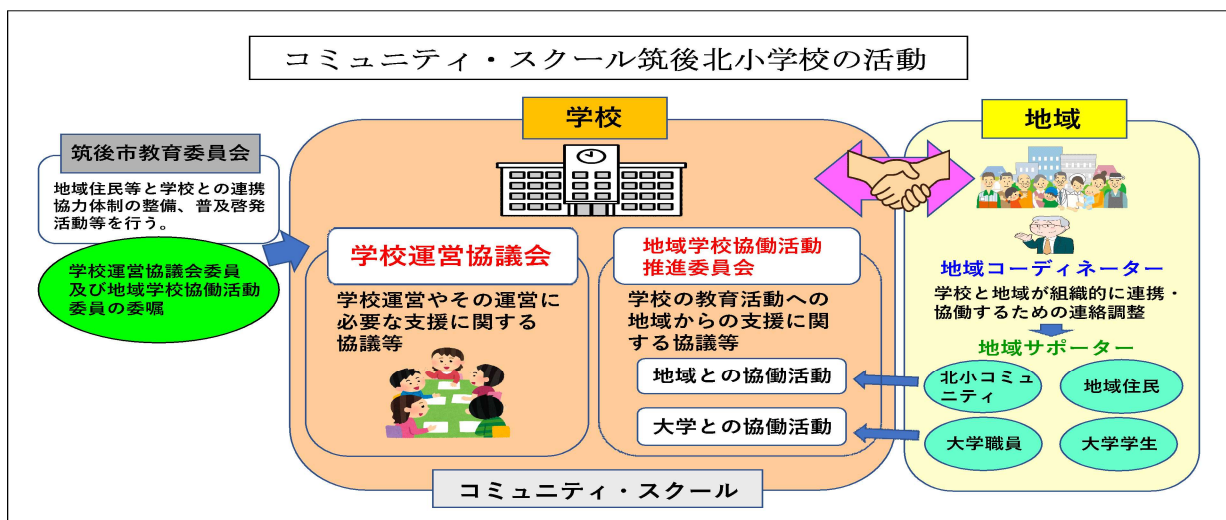 コミュニティ・スクール筑後北小学校の活動
筑後市教育委員会
地域住民等と学校との連携
協力体制の整備、普及啓発
活動等を行う。
学校運営協議会委員
及び地域学校協働活動
委員の委嘱
学校
学校運営協議会
学校運営やその運営に
必要な支援に関する
協議等
地域学校協働活動
推進委員会
学校の教育活動への
地域からの支援に関
する協議等
地域との協働活動
大学との協働活動
コミュニティ・スクール
地域
地域コーディネーター
学校と地域が組織的に連携・
協働するための連絡調整
地域サポーター
北小コミュ
ニティ
地域住民
大学職員
大学学生